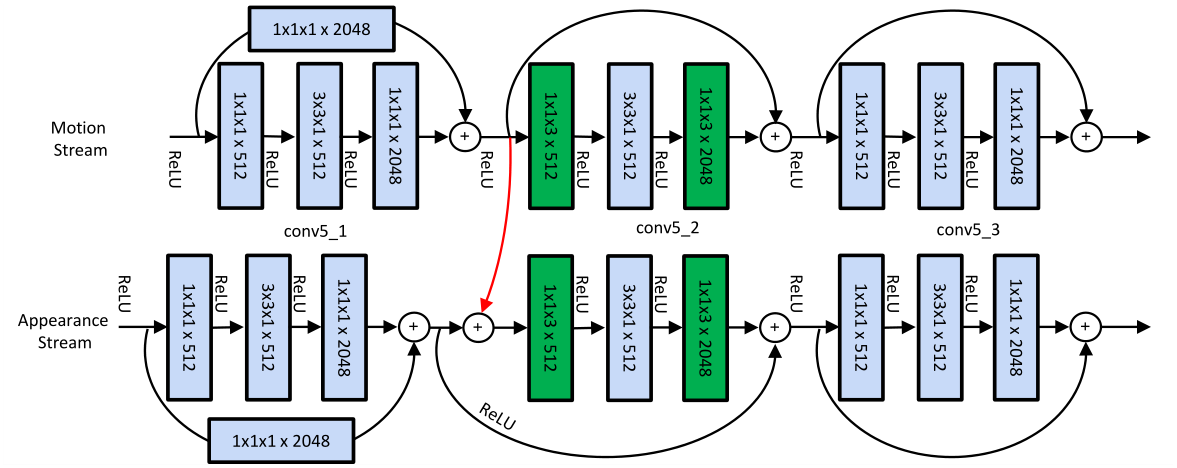 1x1x1 x 2048
Motion
Stream
ReLU
1x1x1 x 512
ReLU
3x3x1 x 512
ReLU
1x1x1 x 2048
+
ReLU
1x1x3 x 512
ReLU
3x3x1 x 512
ReLU
1x1x3 x 2048
+
ReLU
1x1x1 x 512
ReLU
3x3x1 x 512
ReLU
1x1x1 x 2048
+
conv5_1
conv5_2
conv5_3
Appearance
Stream
ReLU
1x1x1 x 512
ReLU
3x3x1 x 512
ReLU
1x1x1 x 2048
+
+
1x1x3 x 512
ReLU
3x3x1 x 512
ReLU
1x1x3 x 2048
+
ReLU
1x1x1 x 512
ReLU
3x3x1 x 512
ReLU
1x1x1 x 2048
+
ReLU
1x1x1 x 2048